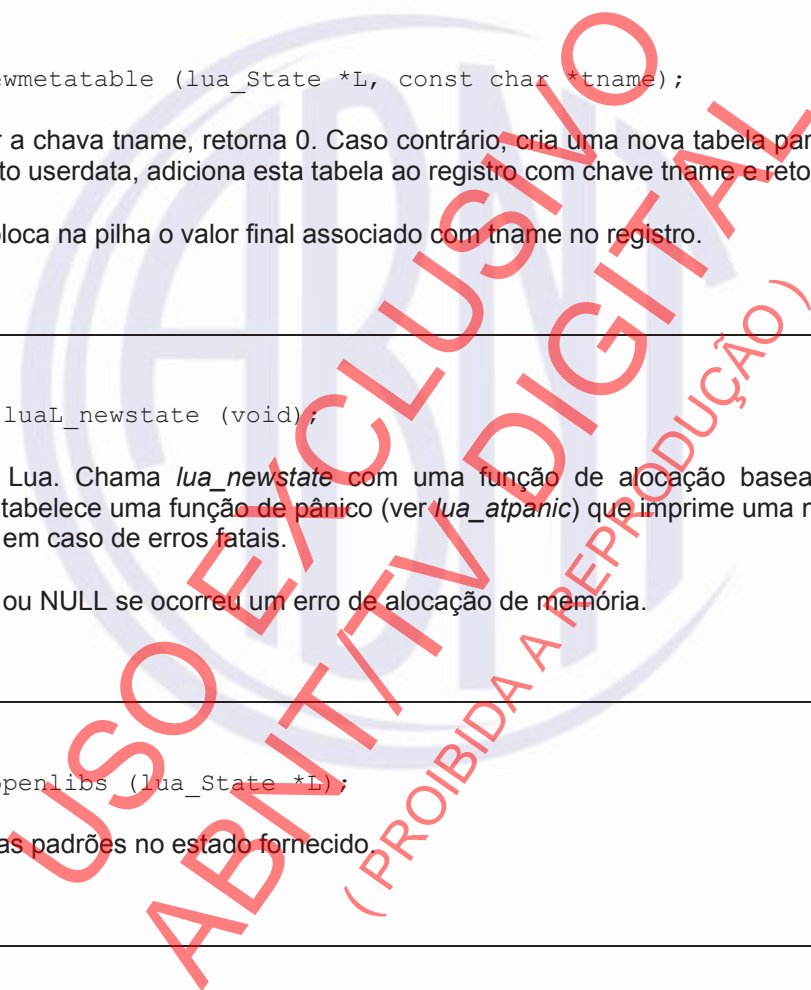 ewmetatable (lua_State *L, const char *tname);
r a chava tname, retorna 0. Caso contrário, cria uma nova tabela par
to userdata, adiciona esta tabela ao registro com chave tname e reto
oloca na pilha o valor final associado com tname no registro.
luaL_newstate (void);
Lua. Chama lua_newstate com uma função de alocação basea
stabelece uma função de pânico (ver lua_atpanic) que imprime uma m
em caso de erros fatais.
ou NULL se ocorreu um erro de alocação de memória.
openlibs (lua_State *L);
as padrões no estado fornecido.
USO EXCLUSIVO
ABNT/TV DIGITAL
( PROIBIDA A REPRODUÇÃO )
ABNT